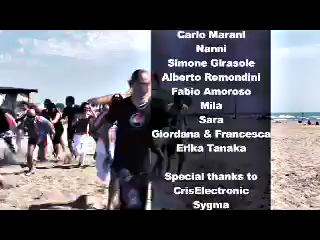 Carlo Marani
Nanni
Simone Girasole
Alberto Remondini
Fabio Amoroso
Mila
Sara
Giordana & Francesca
Erika Tanaka
Special thanks to
CrisElectronic
Sygma